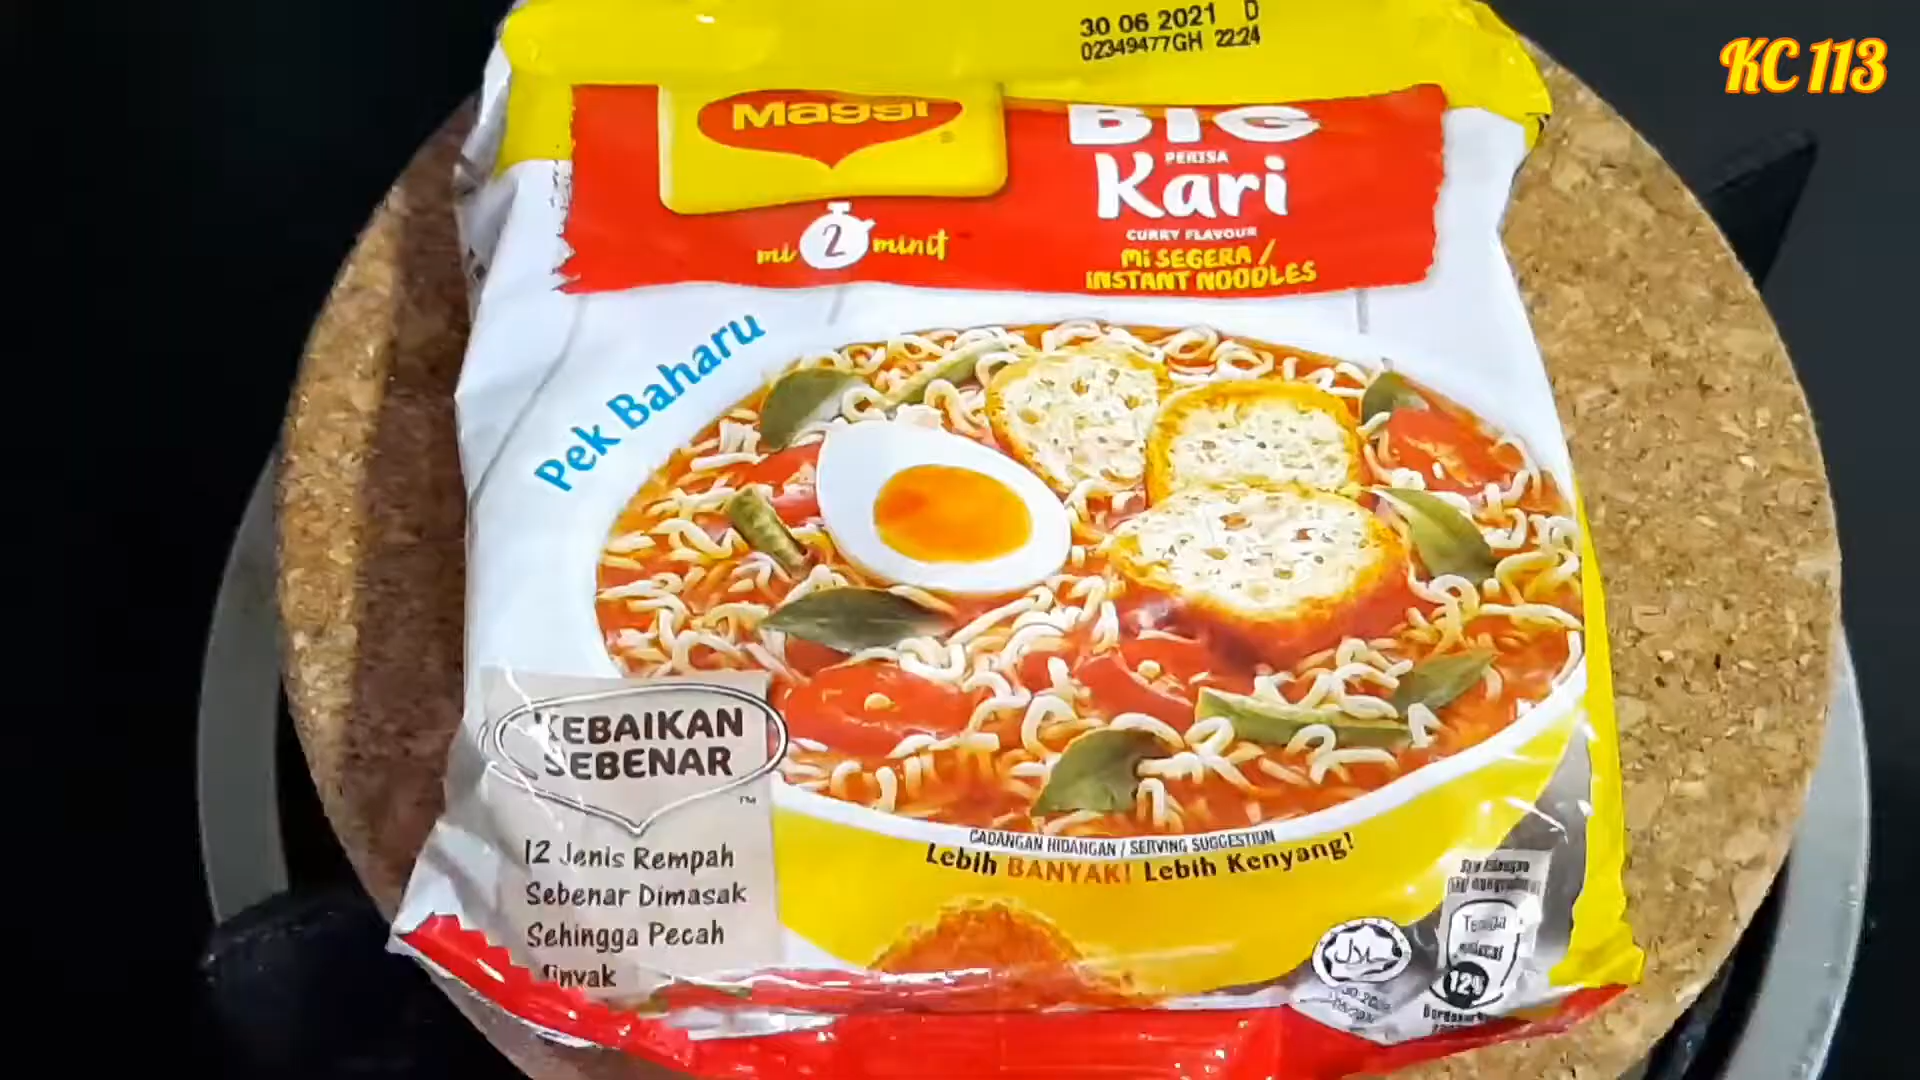 30 06 2021 D
02349477GH 22:24
KC 113
Maggi
BIG
PERISA
Kari
CURRY FLAVOUR
mi 2 minit
Mi SEGERA /
INSTANT NOODLES
Pek Baharu
KEBAIKAN
SEBENAR
TM
12 Jenis Rempah
Sebenar Dimasak
Sehingga Pecah
CADANGAN HIDANGAN / SERVING SUGGESTION
Lebih BANYAK! Lebih Kenyang!
Tenaga